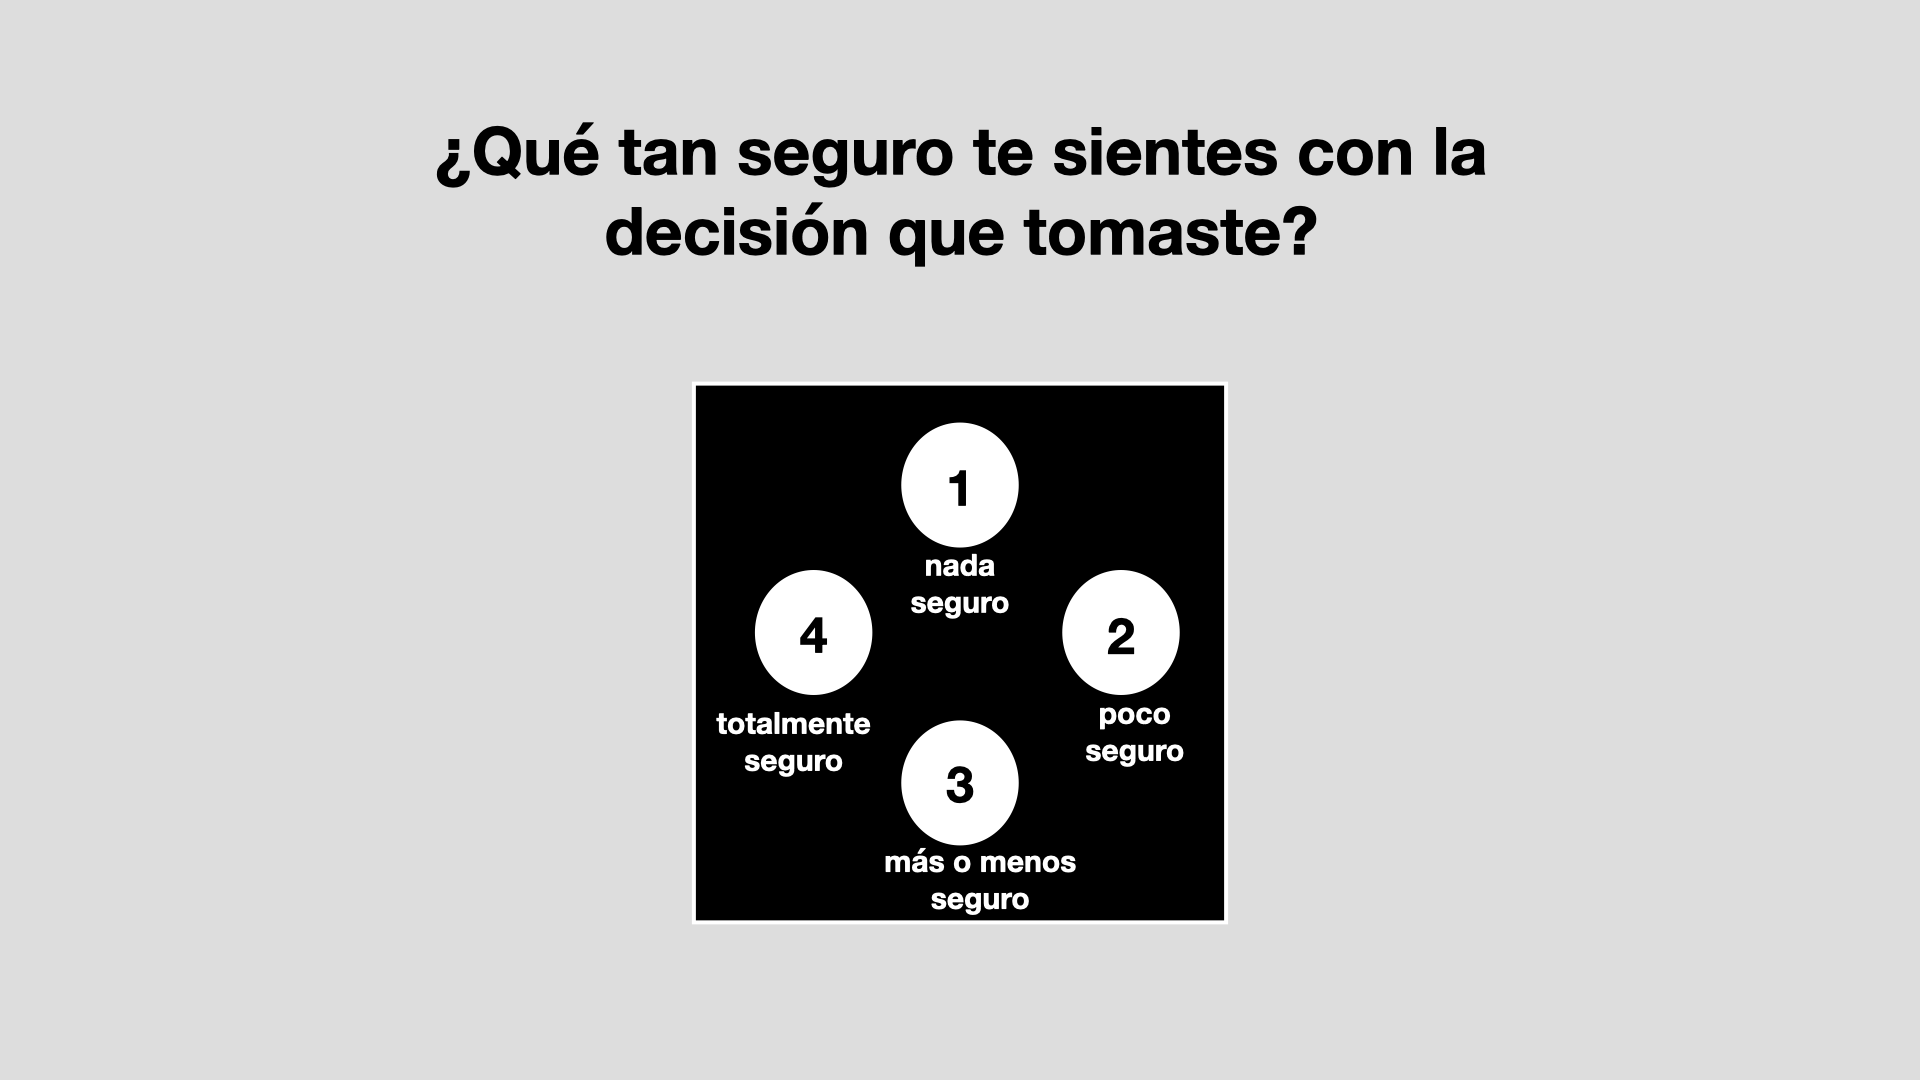 ¿Qué tan seguro te sientes con la
decisión que tomaste?
1
nada
seguro
2
poco
seguro
3
más o menos
seguro
4
totalmente
seguro